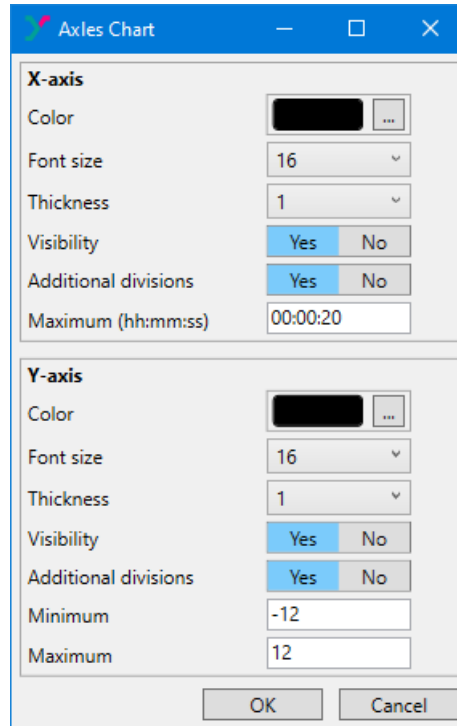 Axles Chart
X-axis
Color ...
Font size 16
Thickness 1
Visibility Yes No
Additional divisions Yes No
Maximum (hh:mm:ss) 00:00:20
Y-axis
Color ...
Font size 16
Thickness 1
Visibility Yes No
Additional divisions Yes No
Minimum -12
Maximum 12
OK Cancel